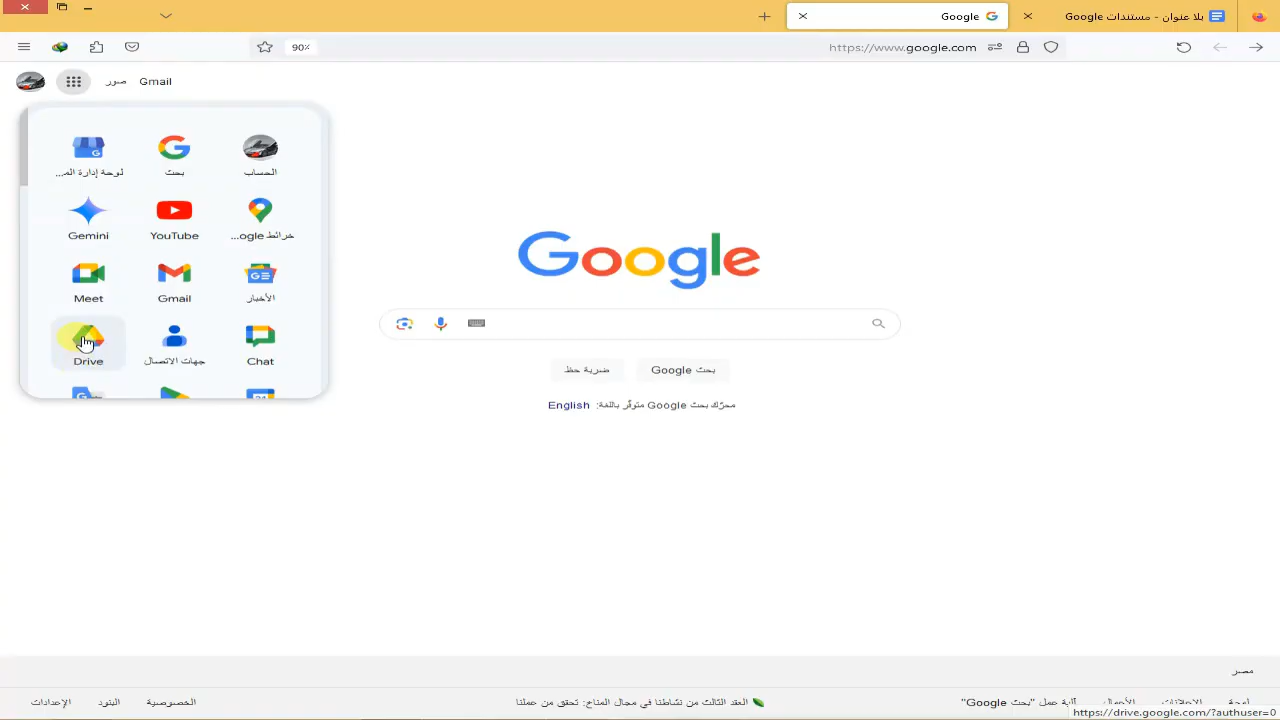 بلا عنوان - مستندات Google
Google
https://www.google.com
90%
Gmail
صور
الحساب
بحث
لوحة إدارة الم...
خرائط ogle...
YouTube
Gemini
الأخبار
Gmail
Meet
Chat
جهات الاتصال
Drive
Google
بحث Google
ضربة حظ
محرّك بحث Google متوفّر باللغة: English
مصر
آلية عمل "بحث Google"
العقد الثالث من نشاطنا في مجال المناخ: تحقق من عملنا
الخصوصية
البنود
الإعدادات
https://drive.google.com/?authuser=0